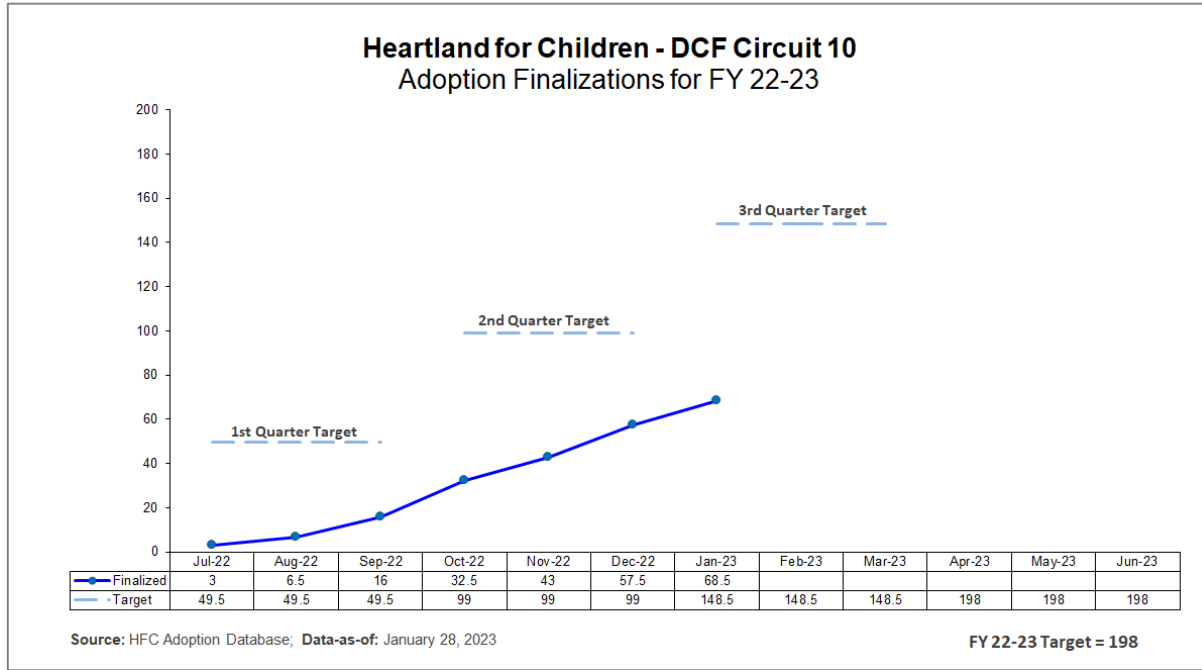 Heartland for Children - DCF Circuit 10
Adoption Finalizations for FY 22-23
200
180
160
140
120
100
80
60
40
20
0
3rd Quarter Target
2nd Quarter Target
1st Quarter Target
Jul-22 Aug-22 Sep-22 Oct-22 Nov-22 Dec-22 Jan-23 Feb-23 Mar-23 Apr-23 May-23 Jun-23
Finalized 3 6.5 16 32.5 43 57.5 68.5
Target 49.5 49.5 49.5 99 99 99 148.5 148.5 148.5 198 198 198
Source: HFC Adoption Database; Data-as-of: January 28, 2023
FY 22-23 Target = 198